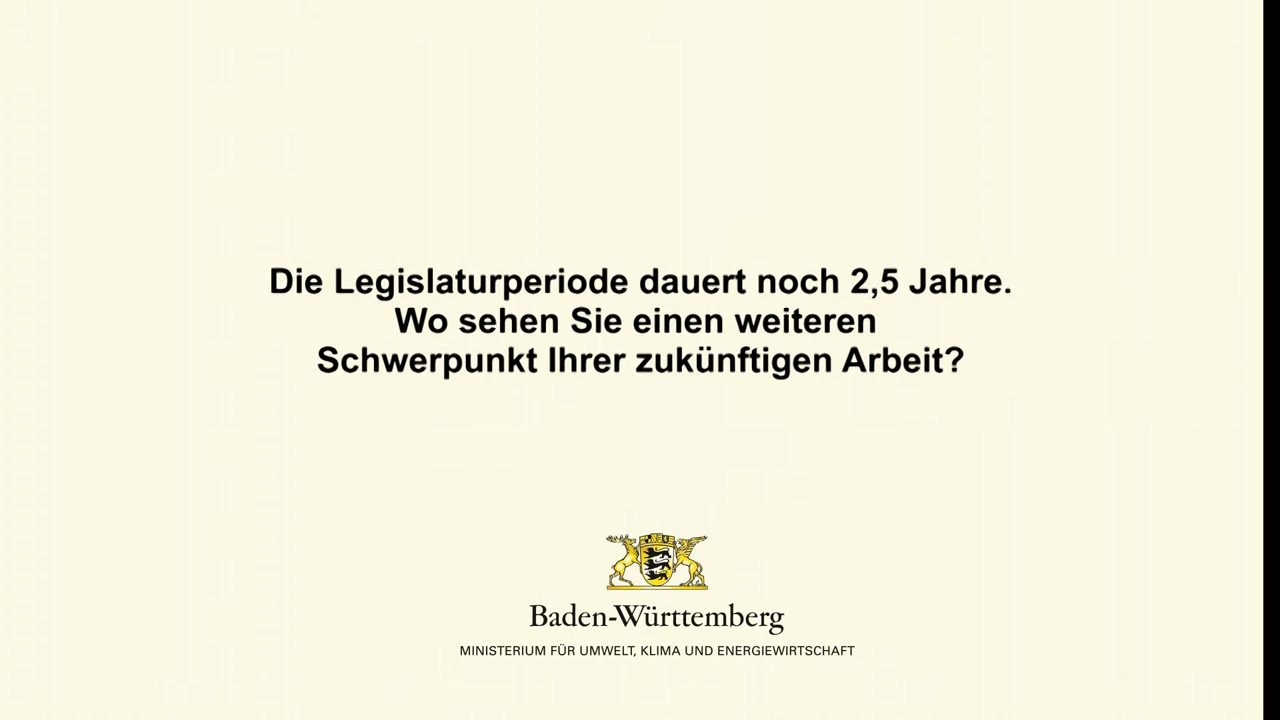 Die Legislaturperiode dauert noch 2,5 Jahre.
Wo sehen Sie einen weiteren
Schwerpunkt Ihrer zukünftigen Arbeit?
Baden-Württemberg
MINISTERIUM FÜR UMWELT, KLIMA UND ENERGIEWIRTSCHAFT